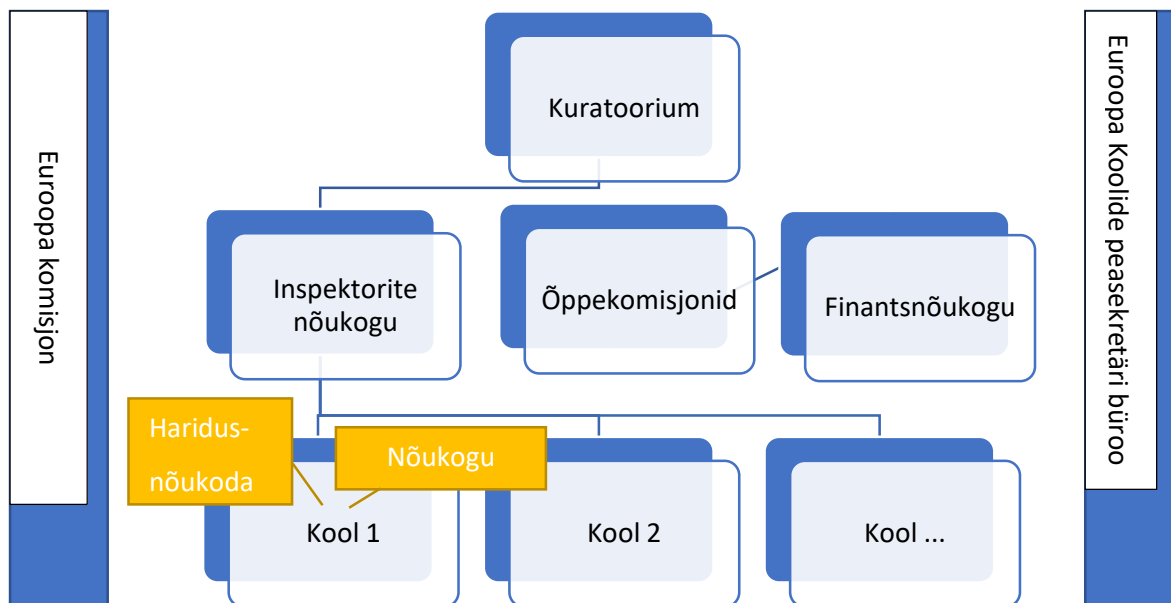 Euroopa komisjon
Kuratoorium
Euroopa Koolide peasekretäri büroo
Inspektorite
nõukogu
Õppekomisjonid
Finantsnõukogu
Haridus-
nõukoda
Nõukogu
Kool 1
Kool 2
Kool ...